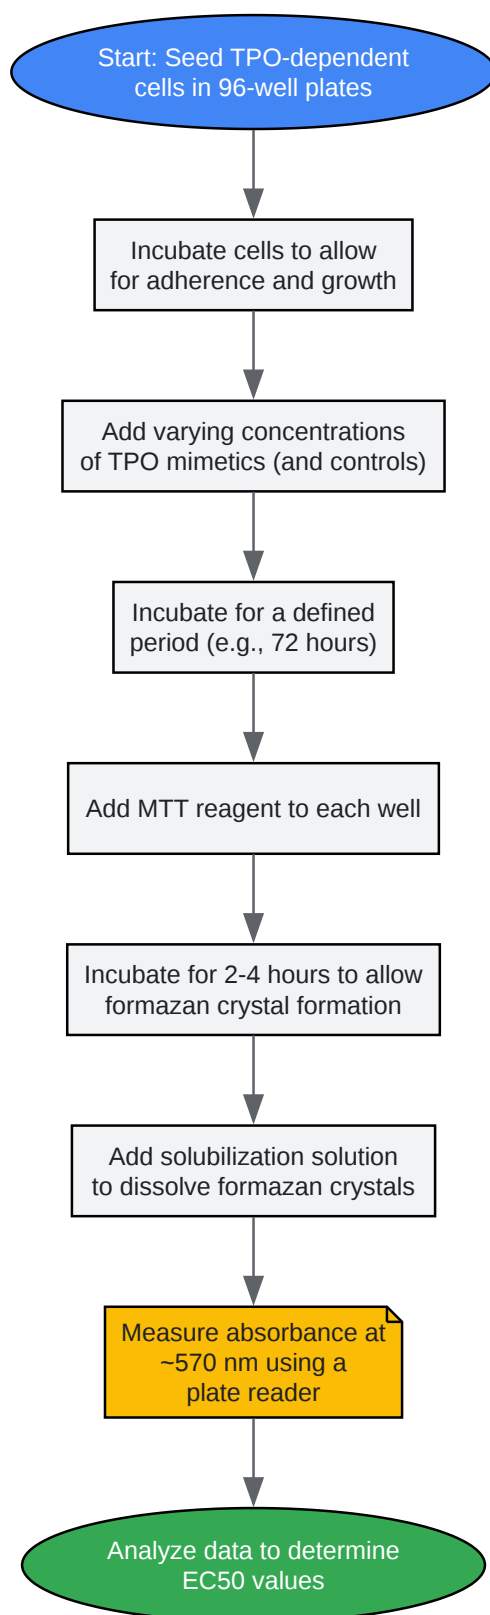 Start: Seed TPO-dependent
cells in 96-well plates
Incubate cells to allow
for adherence and growth
Add varying concentrations
of TPO mimetics (and controls)
Incubate for a defined
period (e.g., 72 hours)
Add MTT reagent to each well
Incubate for 2-4 hours to allow
formazan crystal formation
Add solubilization solution
to dissolve formazan crystals
Measure absorbance at
~570 nm using a
plate reader
Analyze data to determine
EC50 values